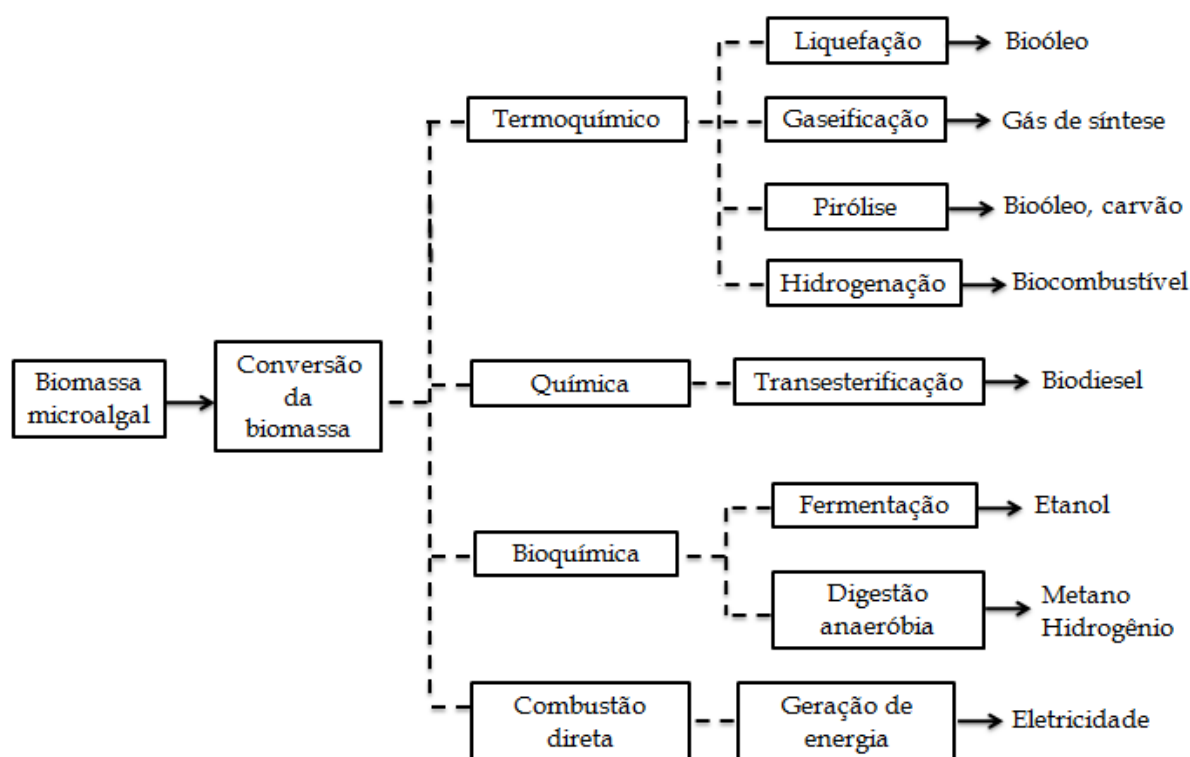 Liquefação
Bioóleo
Termoquímico
Gaseificação
Gás de síntese
Pirólise
Bioóleo, carvão
Hidrogenação
Biocombustível
Biomassa
microalgal
Conversão
da
biomassa
Química
Transesterificação
Biodiesel
Fermentação
Etanol
Bioquímica
Digestão
anaeróbia
Metano
Hidrogênio
Combustão
direta
Geração de
energia
Eletricidade